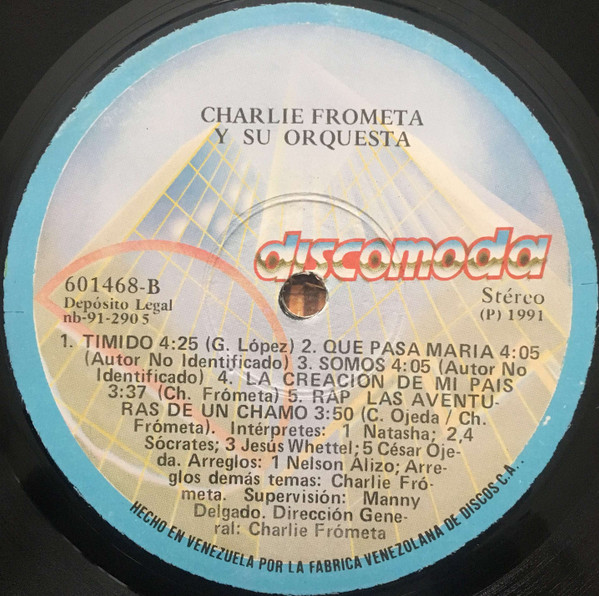 CHARLIE FROMETA
Y SU ORQUESTA
discomoda
601468-B
Depósito Legal
nb-91-290 5
Stéreo
(P) 1991
1. TIMIDO 4:25 (G. López) 2. QUE PASA MARIA 4:05
(Autor No Identificado) 3. SOMOS 4:05 (Autor No
Identificado) 4. LA CREACION DE MI PAIS
3:37 (Ch. Frómeta) 5. RAP LAS AVENTU-
RAS DE UN CHAMO 3:50 (C. Ojeda / Ch.
Frómeta). Intérpretes: 1 Natasha; 2,4
Sócrates; 3 Jesús Whettel; 5 César Oje-
da. Arreglos: 1 Nelson Alizo; Arre-
glos demás temas: Charlie Fró-
meta. Supervisión: Manny
Delgado. Dirección Gene-
ral: Charlie Frómeta
HECHO EN VENEZUELA POR LA FABRICA VENEZOLANA DE DISCOS C.A..